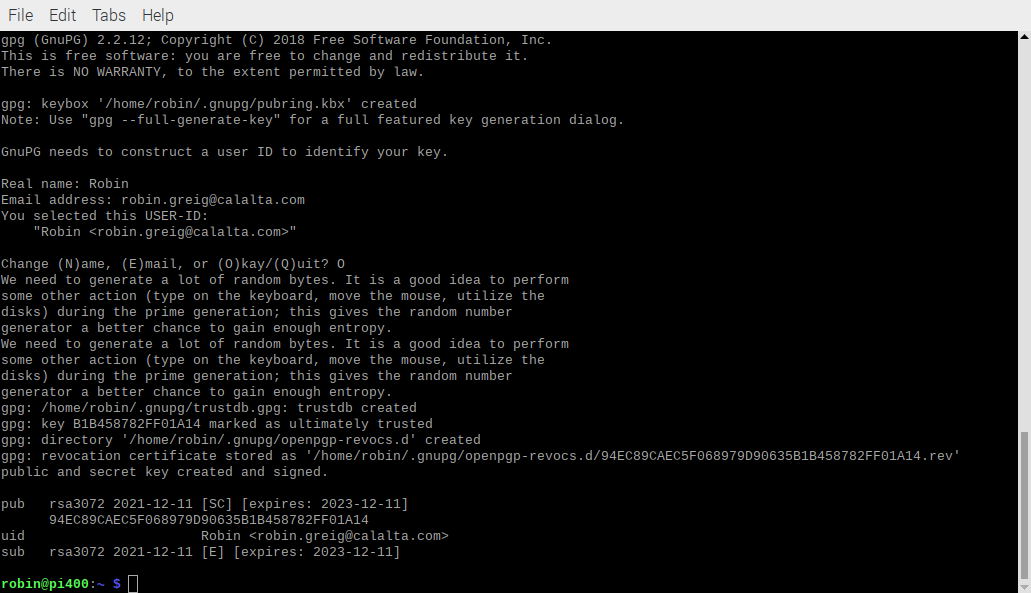 File Edit Tabs Help
gpg (GnuPG) 2.2.12; Copyright (C) 2018 Free Software Foundation, Inc.
This is free software: you are free to change and redistribute it.
There is NO WARRANTY, to the extent permitted by law.
gpg: keybox '/home/robin/.gnupg/pubring.kbx' created
Note: Use "gpg --full-generate-key" for a full featured key generation dialog.
GnuPG needs to construct a user ID to identify your key.
Real name: Robin
Email address: robin.greig@calalta.com
You selected this USER-ID:
    "Robin <robin.greig@calalta.com>"
Change (N)ame, (E)mail, or (O)kay/(Q)uit? O
We need to generate a lot of random bytes. It is a good idea to perform
some other action (type on the keyboard, move the mouse, utilize the
disks) during the prime generation; this gives the random number
generator a better chance to gain enough entropy.
We need to generate a lot of random bytes. It is a good idea to perform
some other action (type on the keyboard, move the mouse, utilize the
disks) during the prime generation; this gives the random number
generator a better chance to gain enough entropy.
gpg: /home/robin/.gnupg/trustdb.gpg: trustdb created
gpg: key B1B458782FF01A14 marked as ultimately trusted
gpg: directory '/home/robin/.gnupg/openpgp-revocs.d' created
gpg: revocation certificate stored as '/home/robin/.gnupg/openpgp-revocs.d/94EC89CAEC5F068979D90635B1B458782FF01A14.rev'
public and secret key created and signed.
pub   rsa3072 2021-12-11 [SC] [expires: 2023-12-11]
      94EC89CAEC5F068979D90635B1B458782FF01A14
uid                      Robin <robin.greig@calalta.com>
sub   rsa3072 2021-12-11 [E] [expires: 2023-12-11]
robin@pi400:~ $